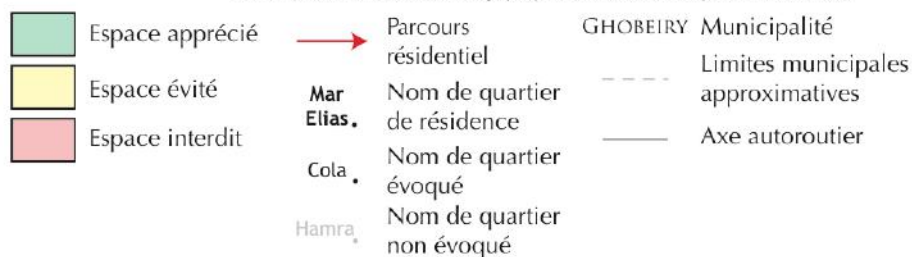 Espace apprécié
Espace évité
Espace interdit
Parcours
résidentiel
Mar
Elias.
Nom de quartier
de résidence
Cola
Nom de quartier
évoqué
Hamra
Nom de quartier
non évoqué
GHOBEIRY Municipalité
Limites municipales
approximatives
Axe autoroutier